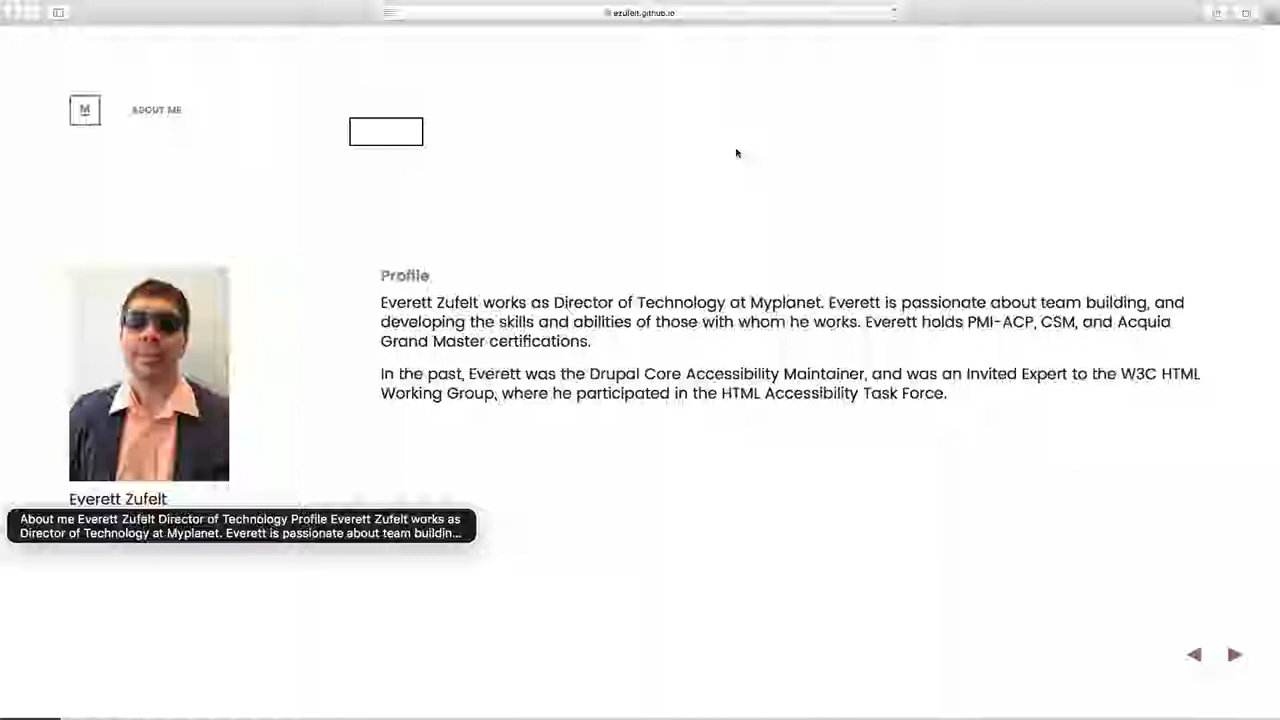 ezufelt.github.io
M
ABOUT ME
Profile
Everett Zufelt works as Director of Technology at Myplanet. Everett is passionate about team building, and
developing the skills and abilities of those with whom he works. Everett holds PMI-ACP, CSM, and Acquia
Grand Master certifications.
In the past, Everett was the Drupal Core Accessibility Maintainer, and was an Invited Expert to the W3C HTML
Working Group, where he participated in the HTML Accessibility Task Force.
Everett Zufelt
About me Everett Zufelt Director of Technology Profile Everett Zufelt works as
Director of Technology at Myplanet. Everett is passionate about team buildin...